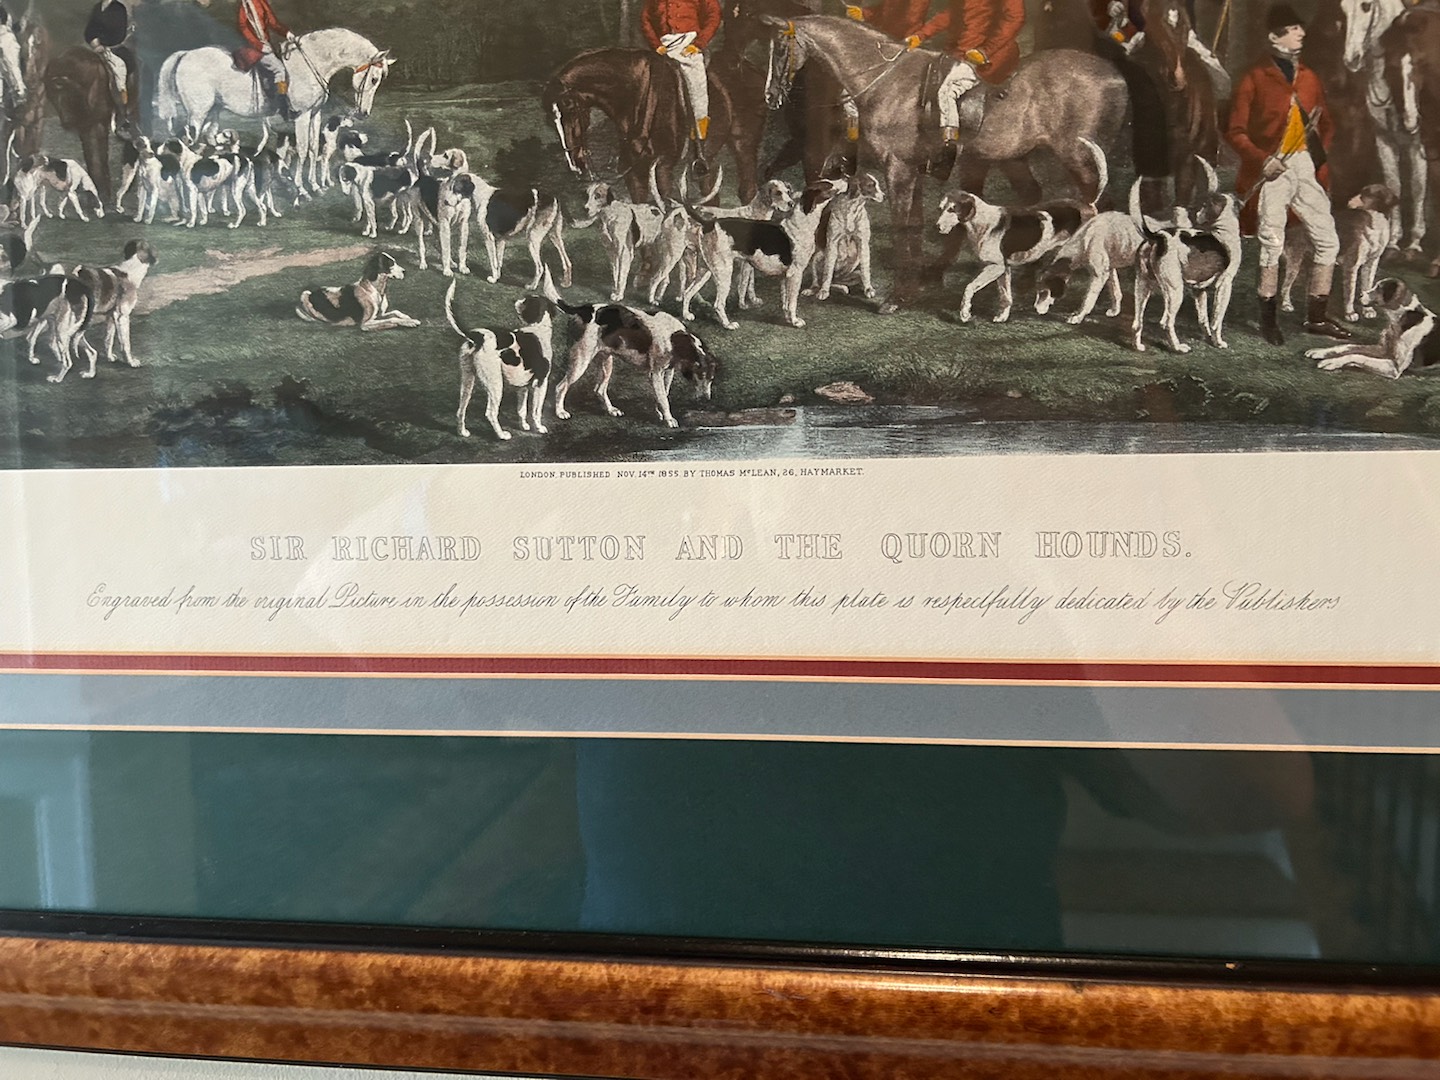 LONDON, PUBLISHED NOV. 14TH 1855. BY THOMAS McLEAN, 26, HAYMARKET.
SIR RICHARD SUTTON AND THE QUORN HOUNDS.
Engraved from the original Picture in the possession of the Family to whom this plate is respectfully dedicated by the Publishers